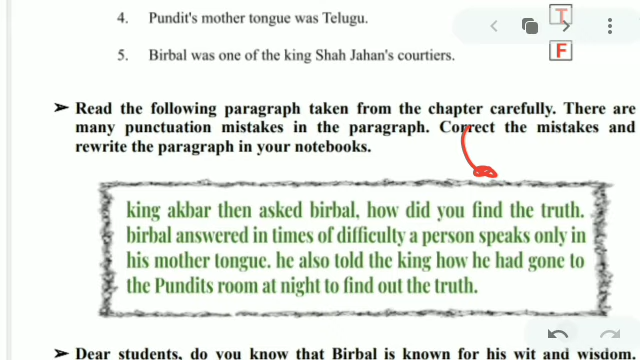 4. Pundit's mother tongue was Telugu. T
5. Birbal was one of the king Shah Jahan's courtiers. F
➤ Read the following paragraph taken from the chapter carefully. There are
many punctuation mistakes in the paragraph. Correct the mistakes and
rewrite the paragraph in your notebooks.
king akbar then asked birbal, how did you find the truth.
birbal answered in times of difficulty a person speaks only in
his mother tongue. he also told the king how he had gone to
the Pundits room at night to find out the truth.
➤ Dear students, do you know that Birbal is known for his wit and wisdom.